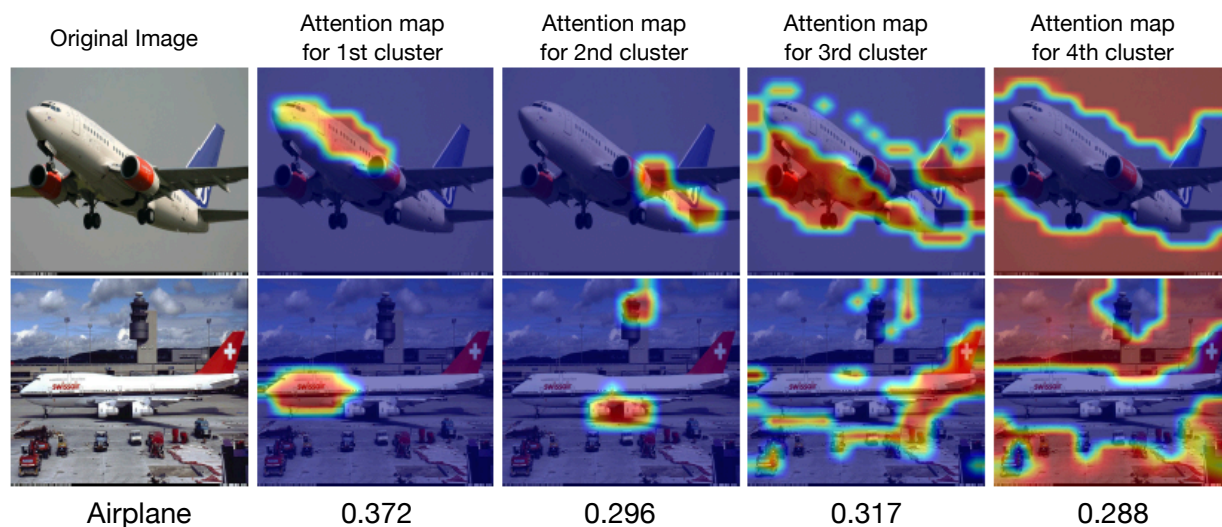 Original Image
Attention map
for 1st cluster
Attention map
for 2nd cluster
Attention map
for 3rd cluster
Attention map
for 4th cluster
swissair
swissair
swissair
swissair
swissair
Airplane 0.372 0.296 0.317 0.288